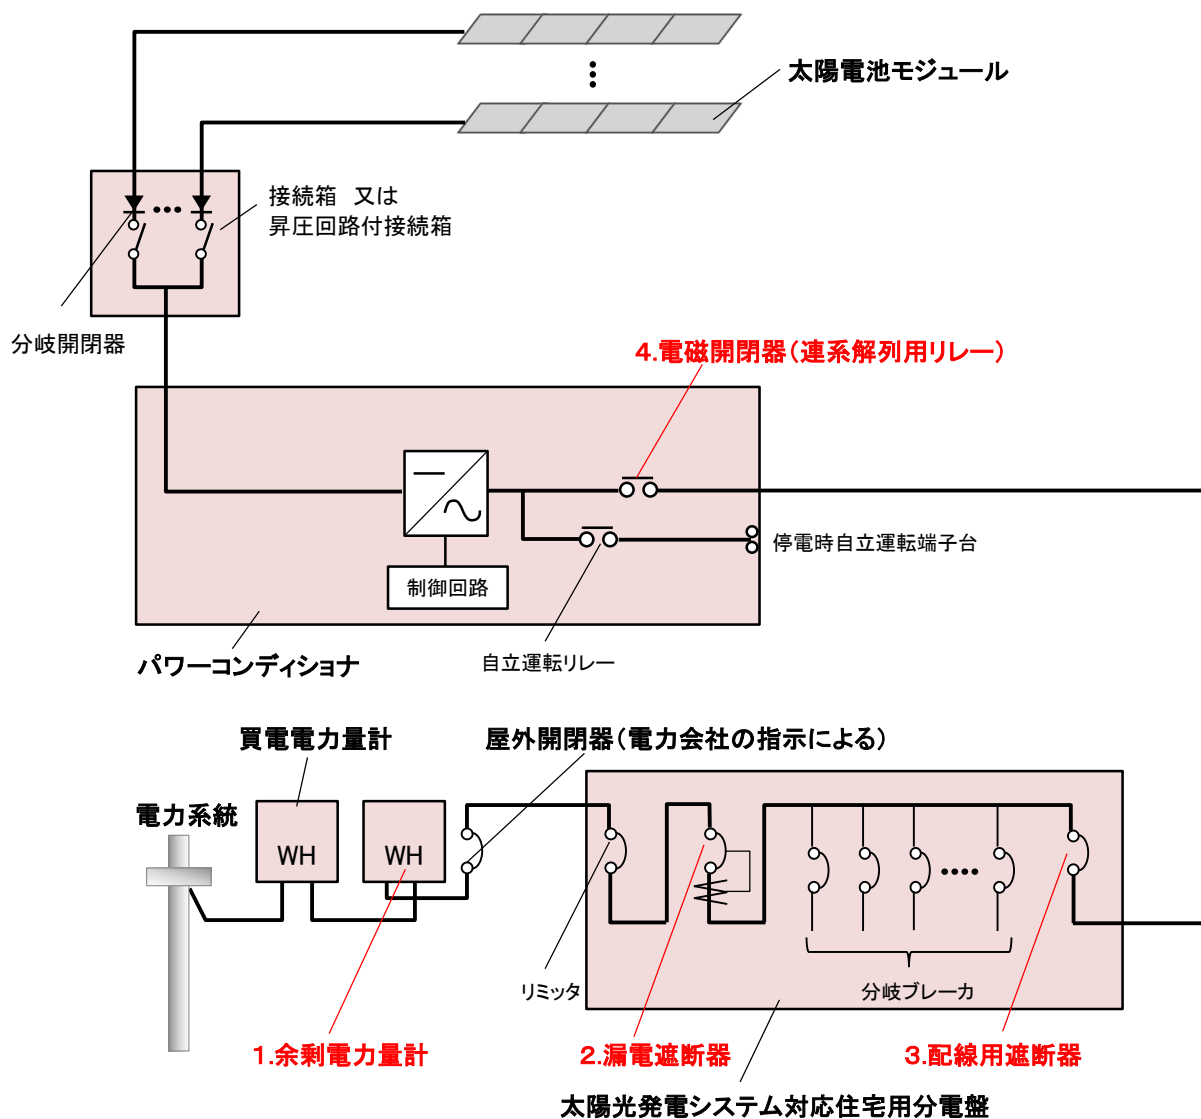 太陽電池モジュール
接続箱　又は
昇圧回路付接続箱
分岐開閉器
4.電磁開閉器（連系解列用リレー）
停電時自立運転端子台
制御回路
パワーコンディショナ
自立運転リレー
買電電力量計
屋外開閉器（電力会社の指示による）
電力系統
WH
WH
リミッタ
分岐ブレーカ
1.余剰電力量計
2.漏電遮断器
3.配線用遮断器
太陽光発電システム対応住宅用分電盤